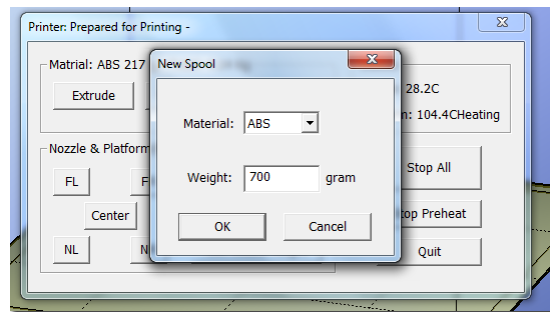 Printer: Prepared for Printing -
Matrial: ABS 217
New Spool
Extrude
28.2C
104.4CHeating
Material: ABS
Nozzle & Platform
Weight: 700 gram
Stop All
FL
Center
OK
Cancel
Preheat
NL
Quit